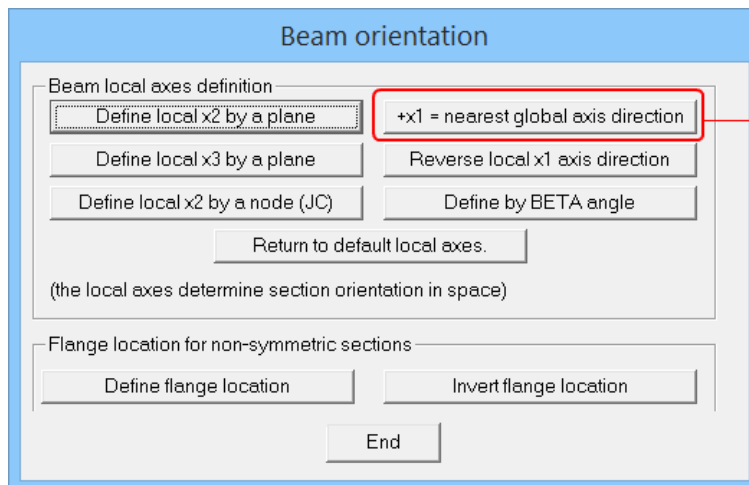 Beam orientation
Beam local axes definition
Define local x2 by a plane
+x1 = nearest global axis direction
Define local x3 by a plane
Reverse local x1 axis direction
Define local x2 by a node (JC)
Define by BETA angle
Return to default local axes.
(the local axes determine section orientation in space)
Flange location for non-symmetric sections
Define flange location
Invert flange location
End